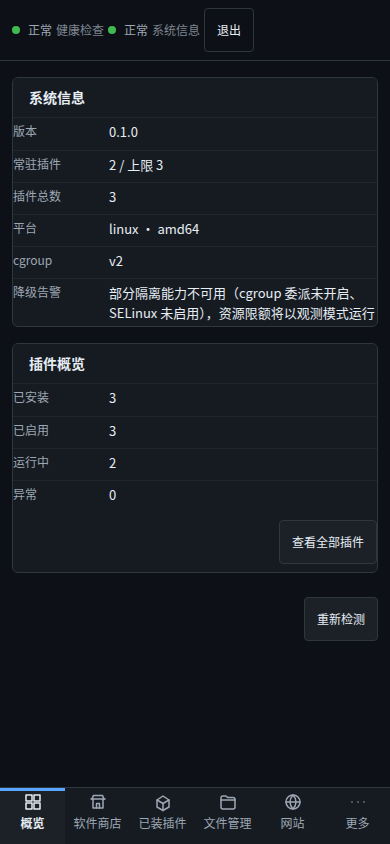 正常 健康检查 正常 系统信息 退出
系统信息
版本 0.1.0
常驻插件 2 / 上限 3
插件总数 3
平台 linux · amd64
cgroup v2
降级告警 部分隔离能力不可用（cgroup 委派未开启、
SELinux 未启用），资源限额将以观测模式运行
插件概览
已安装 3
已启用 3
运行中 2
异常 0
查看全部插件
重新检测
概览 软件商店 已装插件 文件管理 网站 更多